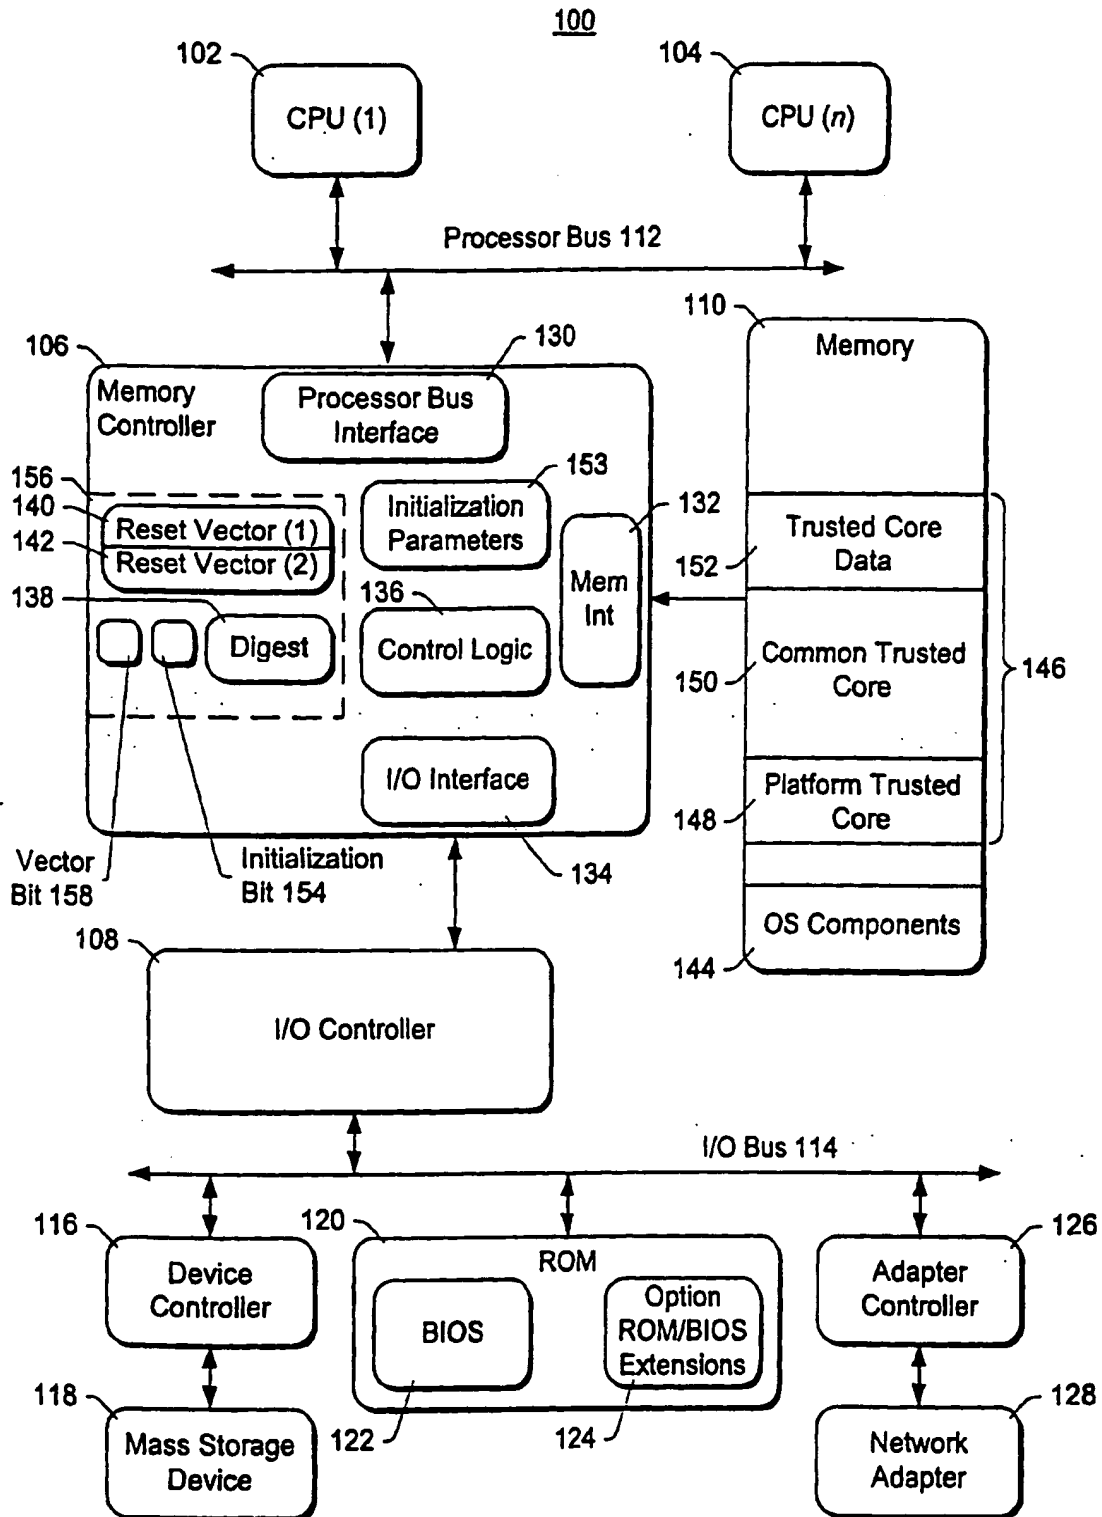 100
102
CPU (1)
104
CPU (n)
Processor Bus 112
106
Memory
Controller
130
Processor Bus
Interface
110
Memory
156
140
Reset Vector (1)
142
Reset Vector (2)
138
Digest
153
Initialization
Parameters
132
Mem
Int
136
Control Logic
I/O Interface
134
Vector
Bit 158
Initialization
Bit 154
152
Trusted Core
Data
150
Common Trusted
Core
146
148
Platform Trusted
Core
OS Components
144
108
I/O Controller
I/O Bus 114
116
Device
Controller
120
ROM
BIOS
122
Option
ROM/BIOS
Extensions
124
126
Adapter
Controller
118
Mass Storage
Device
128
Network
Adapter